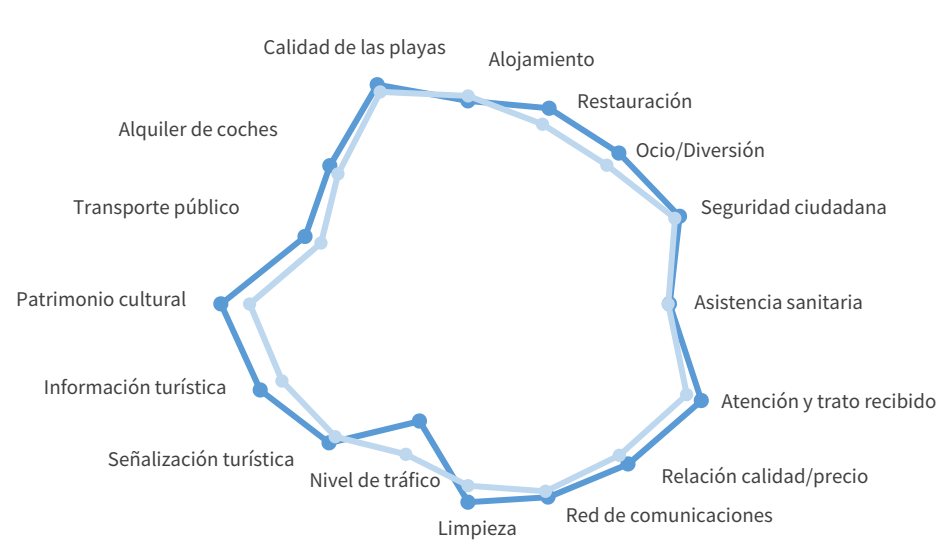 Calidad de las playas
Alojamiento
Restauración
Alquiler de coches
Ocio/Diversión
Transporte público
Seguridad ciudadana
Patrimonio cultural
Asistencia sanitaria
Información turística
Atención y trato recibido
Señalización turística
Relación calidad/precio
Nivel de tráfico
Red de comunicaciones
Limpieza